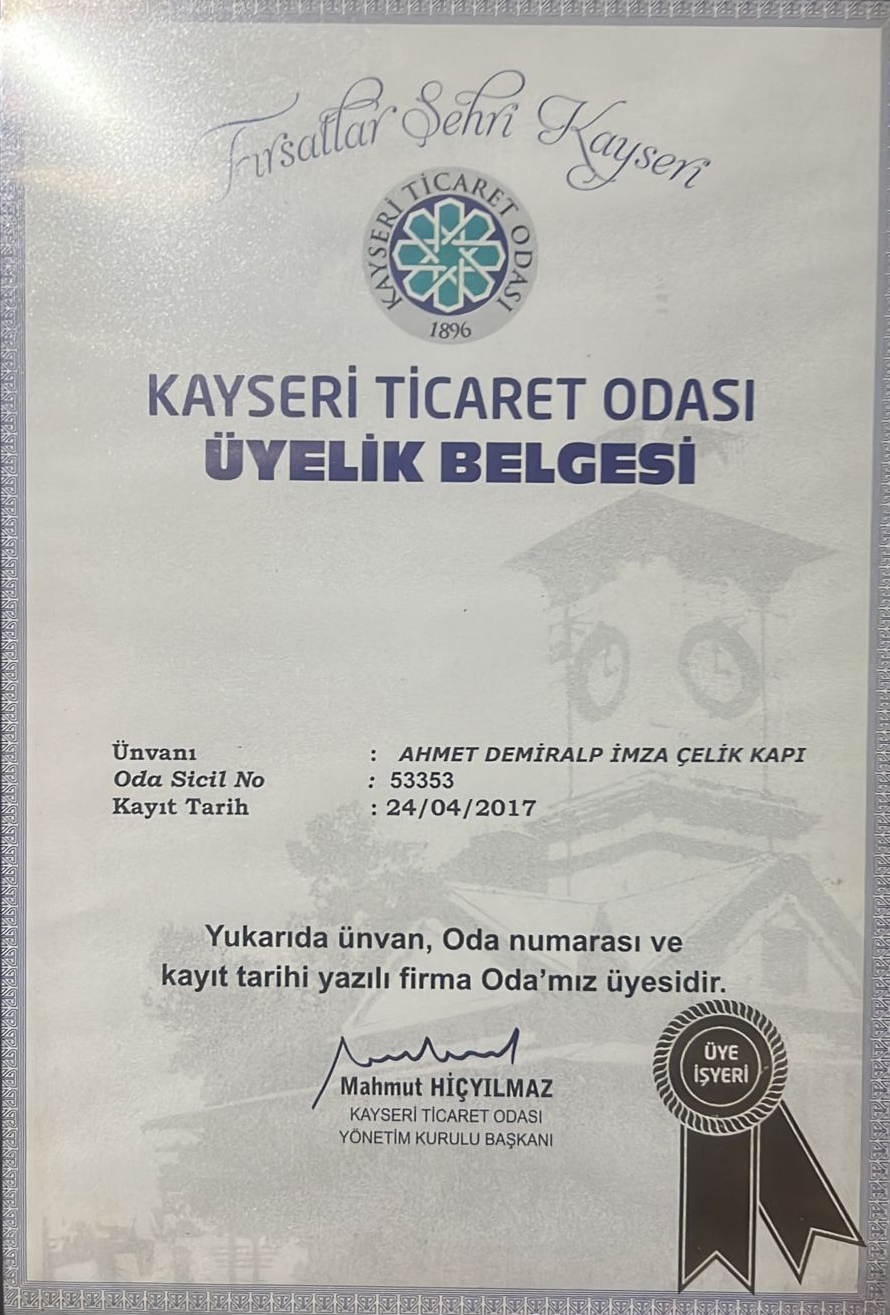 Fırsatlar Şehri Kayseri
KAYSERİ TİCARET ODASI
1896
KAYSERİ TİCARET ODASI
ÜYELİK BELGESİ
Ünvanı : AHMET DEMİRALP İMZA ÇELİK KAPI
Oda Sicil No : 53353
Kayıt Tarih : 24/04/2017
Yukarıda ünvan, Oda numarası ve
kayıt tarihi yazılı firma Oda'mız üyesidir.
Mahmut HİÇYILMAZ
KAYSERİ TİCARET ODASI
YÖNETİM KURULU BAŞKANI
ÜYE
İŞYERİ